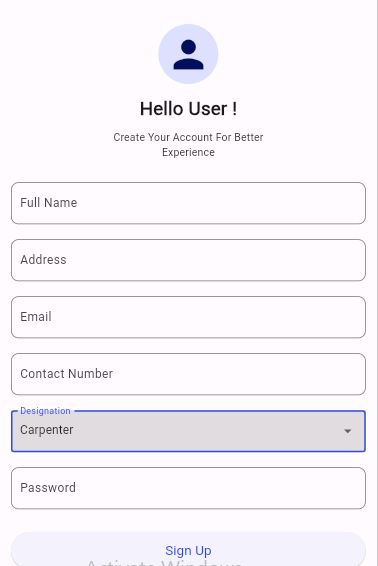 Hello User !
Create Your Account For Better
Experience
Full Name
Address
Email
Contact Number
Designation
Carpenter
Password
Sign Up
Activate Windows